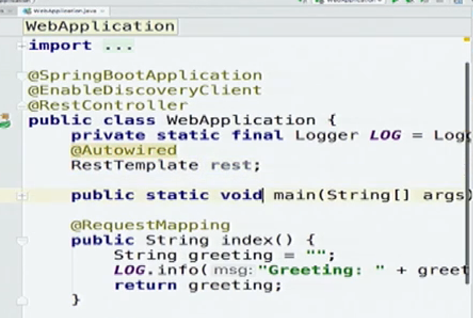 WebApplication.java
WebApplication
import ...
@SpringBootApplication
@EnableDiscoveryClient
@RestController
public class WebApplication {
private static final Logger LOG = Logg
@Autowired
RestTemplate rest;
public static void main(String[] args)
@RequestMapping
public String index() {
String greeting = "";
LOG.info( msg: "Greeting: " + greet
return greeting;
}